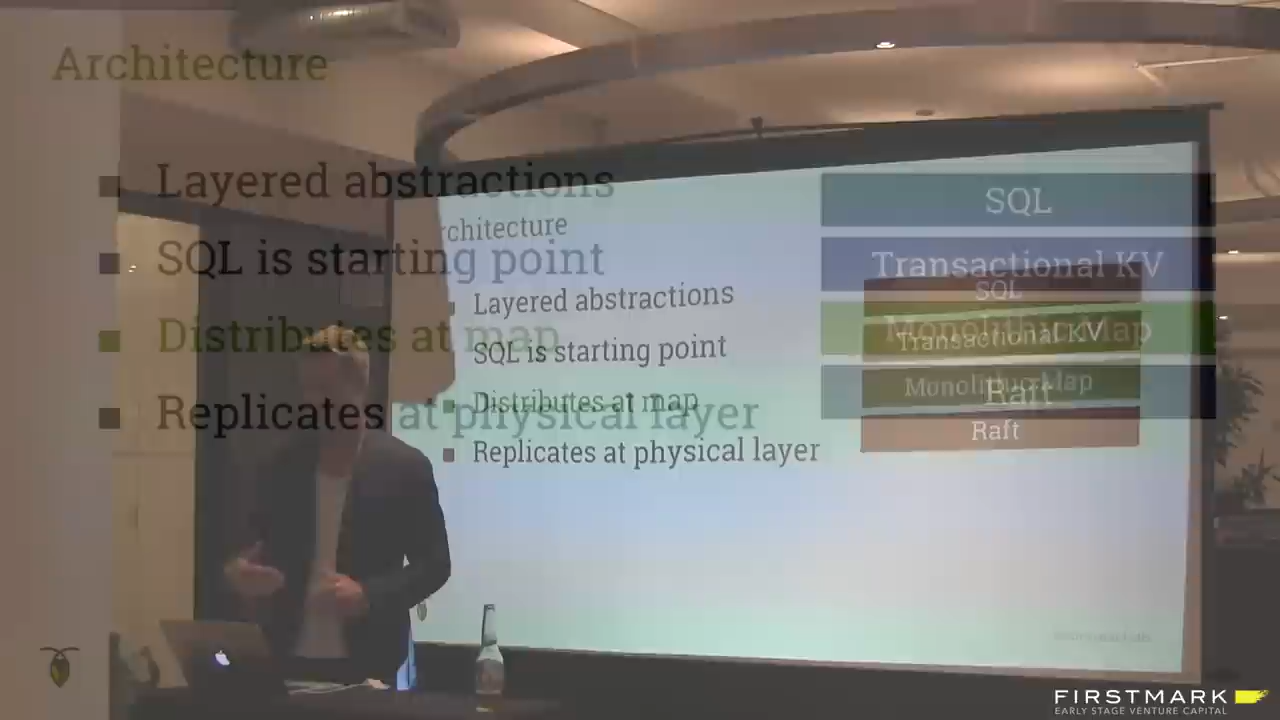 Architecture
Layered abstractions
SQL is starting point
Distributes at map
Replicates at physical layer
SQL
Transactional KV
Monolithic Map
Raft
rchitecture
Layered abstractions
SQL is starting point
Distributes at map
Replicates at physical layer
SQL
Transactional KV
Monolithic Map
Raft
FIRSTMARK
EARLY STAGE VENTURE CAPITAL